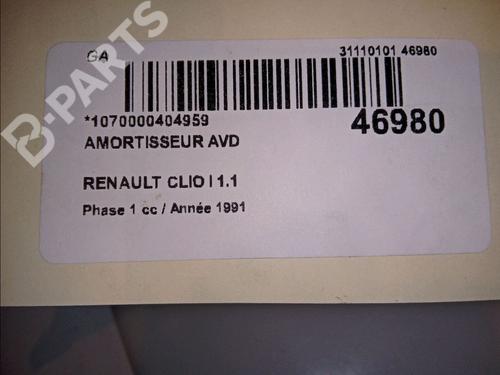 GA 31110101 46980
*1070000404959 46980
AMORTISSEUR AVD
RENAULT CLIO I 1.1
Phase 1 cc / Année 1991
B-PARTS